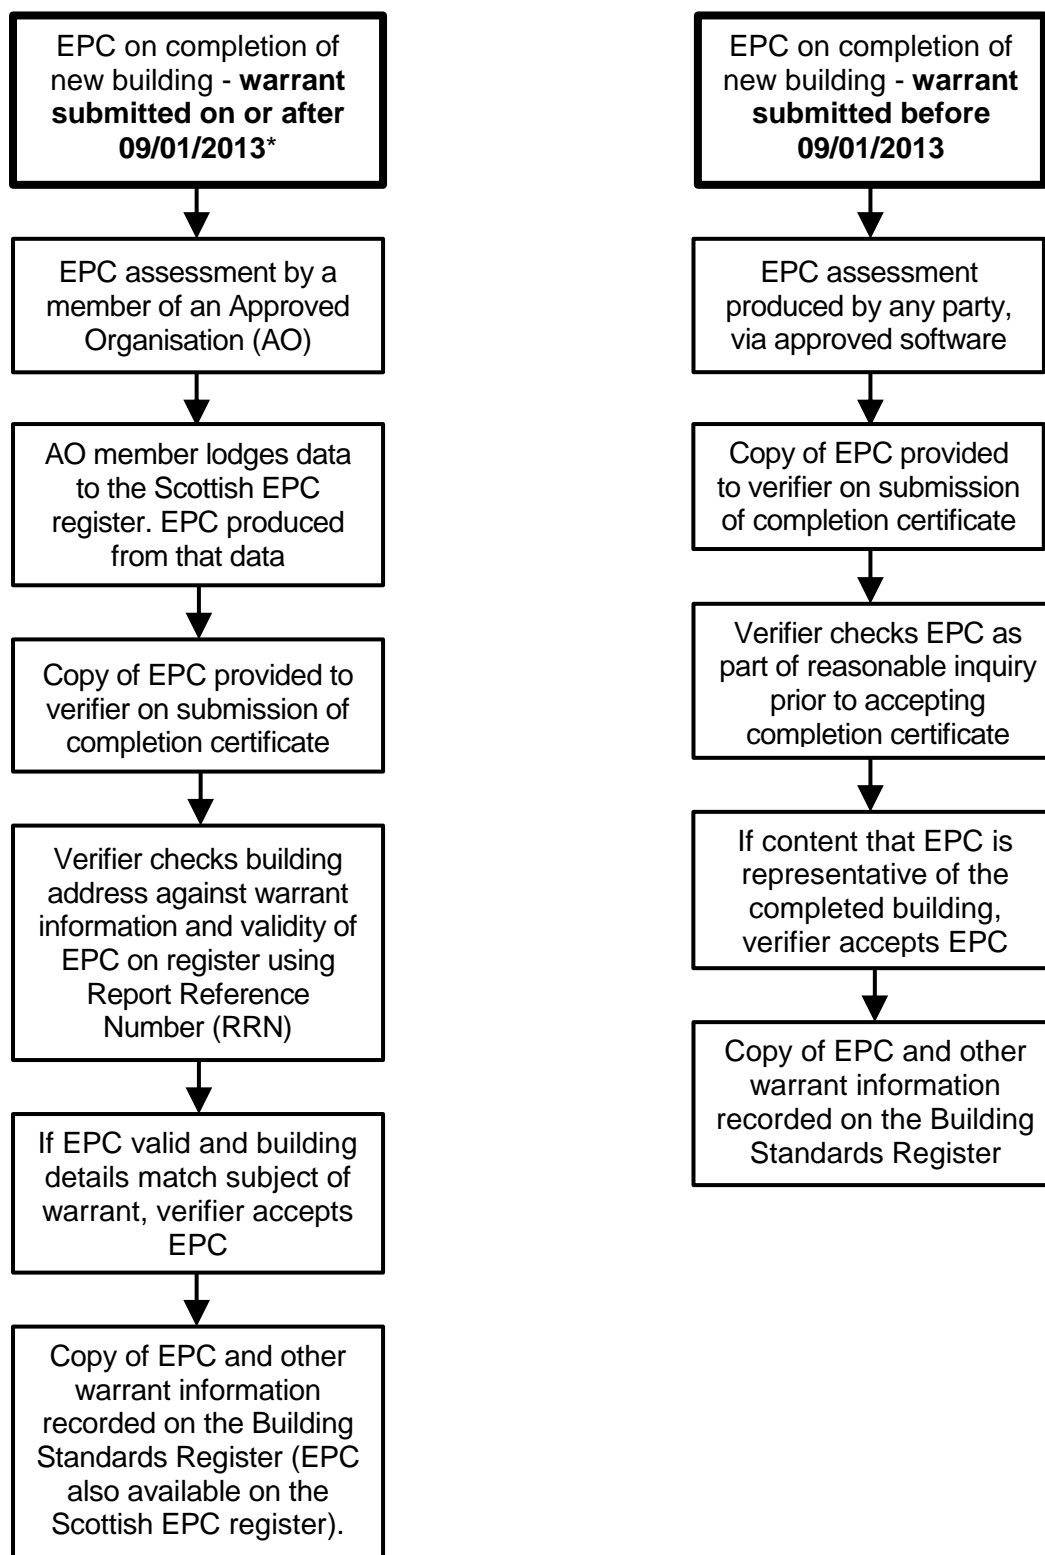 EPC on completion of
new building - warrant
submitted on or after
09/01/2013*
EPC assessment by a
member of an Approved
Organisation (AO)
AO member lodges data
to the Scottish EPC
register. EPC produced
from that data
Copy of EPC provided to
verifier on submission of
completion certificate
Verifier checks building
address against warrant
information and validity of
EPC on register using
Report Reference
Number (RRN)
If EPC valid and building
details match subject of
warrant, verifier accepts
EPC
Copy of EPC and other
warrant information
recorded on the Building
Standards Register (EPC
also available on the
Scottish EPC register).
EPC on completion of
new building - warrant
submitted before
09/01/2013
EPC assessment
produced by any party,
via approved software
Copy of EPC provided
to verifier on submission
of completion certificate
Verifier checks EPC as
part of reasonable inquiry
prior to accepting
completion certificate
If content that EPC is
representative of the
completed building,
verifier accepts EPC
Copy of EPC and other
warrant information
recorded on the Building
Standards Register